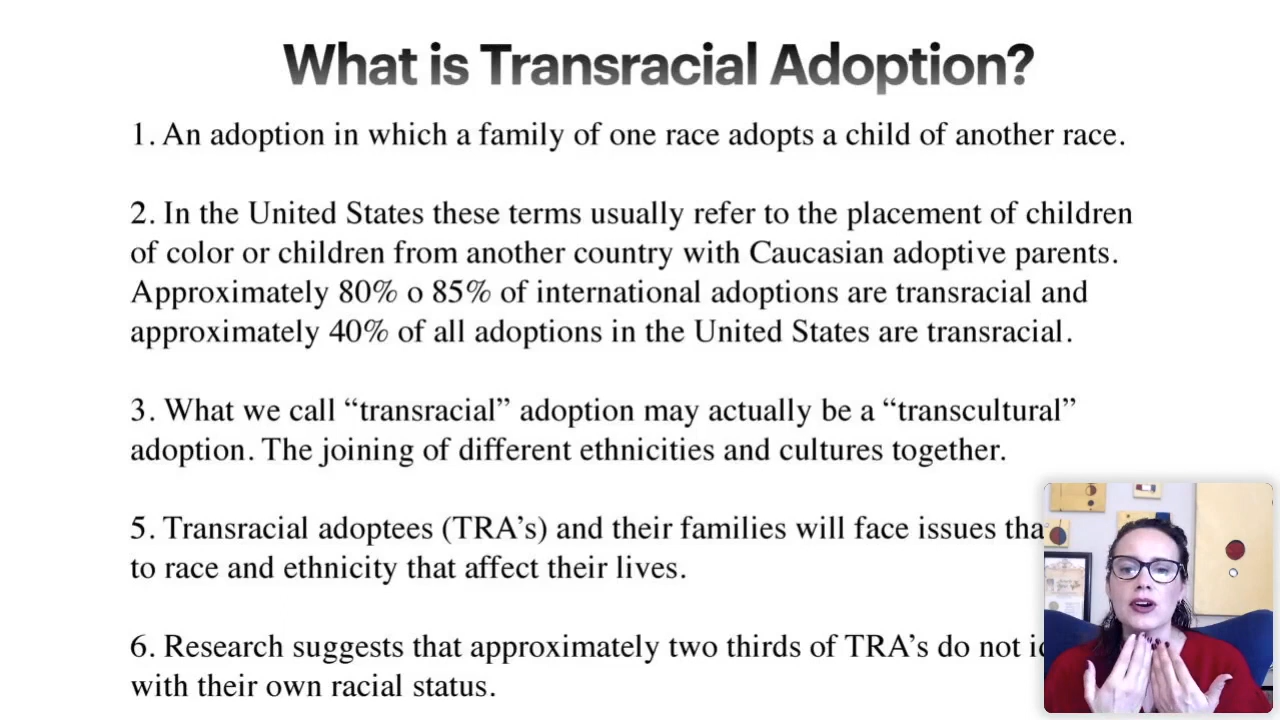 What is Transracial Adoption?
1. An adoption in which a family of one race adopts a child of another race.
2. In the United States these terms usually refer to the placement of children
of color or children from another country with Caucasian adoptive parents.
Approximately 80% o 85% of international adoptions are transracial and
approximately 40% of all adoptions in the United States are transracial.
3. What we call “transracial” adoption may actually be a “transcultural”
adoption. The joining of different ethnicities and cultures together.
5. Transracial adoptees (TRA’s) and their families will face issues
to race and ethnicity that affect their lives.
6. Research suggests that approximately two thirds of TRA’s do not
with their own racial status.